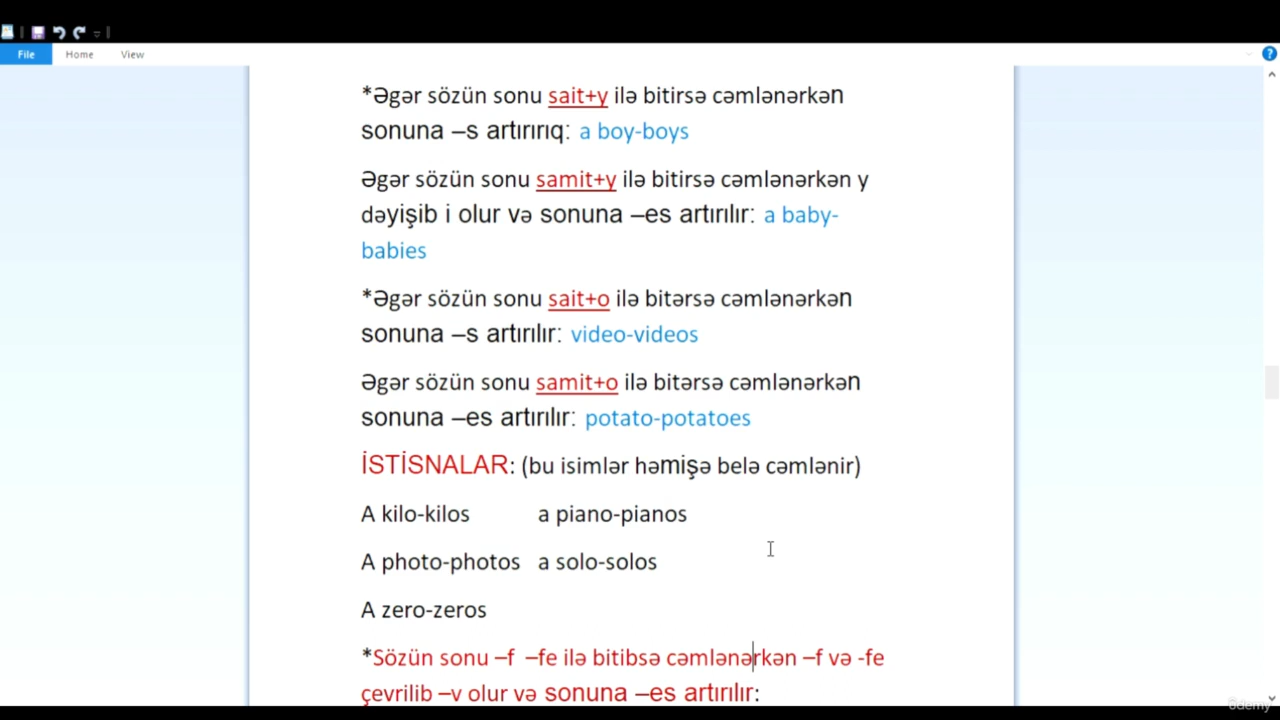 File Home View
*Əgər sözün sonu sait+y ilə bitirsə cəmlənərkən
sonuna –s artırırıq: a boy-boys
Əgər sözün sonu samit+y ilə bitirsə cəmlənərkən y
dəyişib i olur və sonuna –es artırılır: a baby-
babies
*Əgər sözün sonu sait+o ilə bitərsə cəmlənərkən
sonuna –s artırılır: video-videos
Əgər sözün sonu samit+o ilə bitərsə cəmlənərkən
sonuna –es artırılır: potato-potatoes
İSTİSNALAR: (bu isimlər həmişə belə cəmlənir)
A kilo-kilos a piano-pianos
A photo-photos a solo-solos
A zero-zeros
*Sözün sonu –f –fe ilə bitibsə cəmlənərkən –f və -fe
çevrilib –v olur və sonuna –es artırılır:
ûdemy